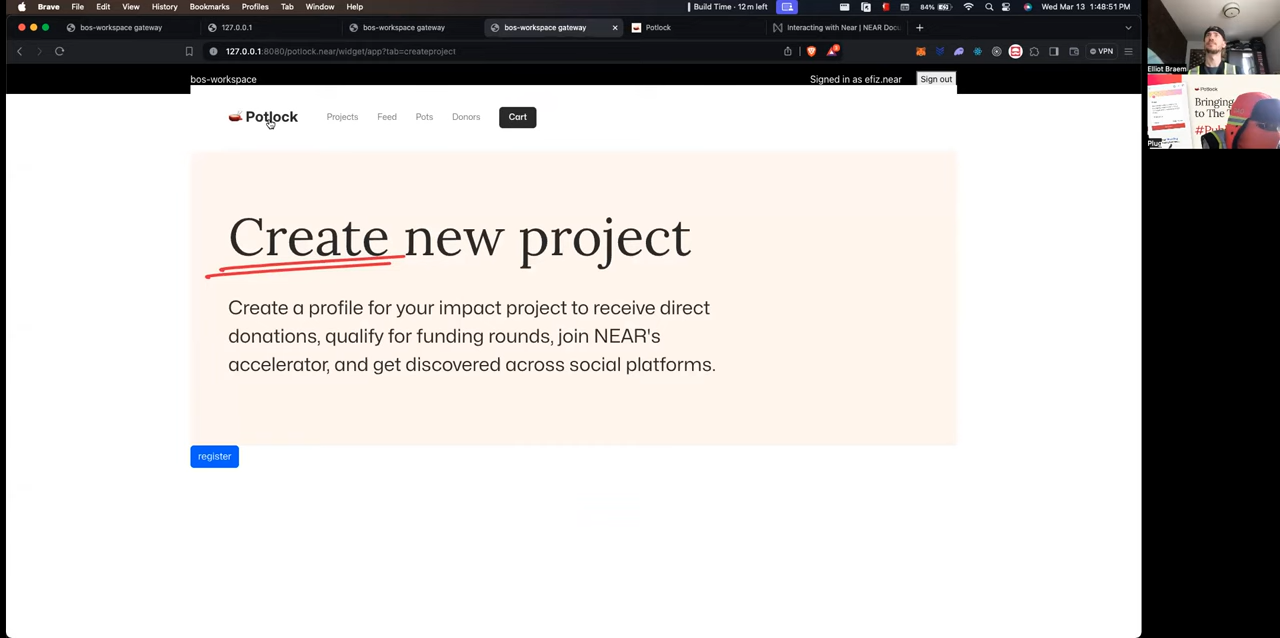 Brave File Edit View History Bookmarks Profiles Tab Window Help | Build Time · 12m left 84% Wed Mar 13 1:48:51 PM
bos-workspace gateway 127.0.0.1 bos-workspace gateway bos-workspace gateway Potlock Interacting with Near | NEAR Doc
127.0.0.1:8080/potlock.near/widget/app?tab=createproject VPN
bos-workspace Signed in as efiz.near Sign out
Potlock Projects Feed Pots Donors Cart
Create new project
Create a profile for your impact project to receive direct
donations, qualify for funding rounds, join NEAR's
accelerator, and get discovered across social platforms.
register
Elliot Braem
Potlock
Bringing
to The
Plug